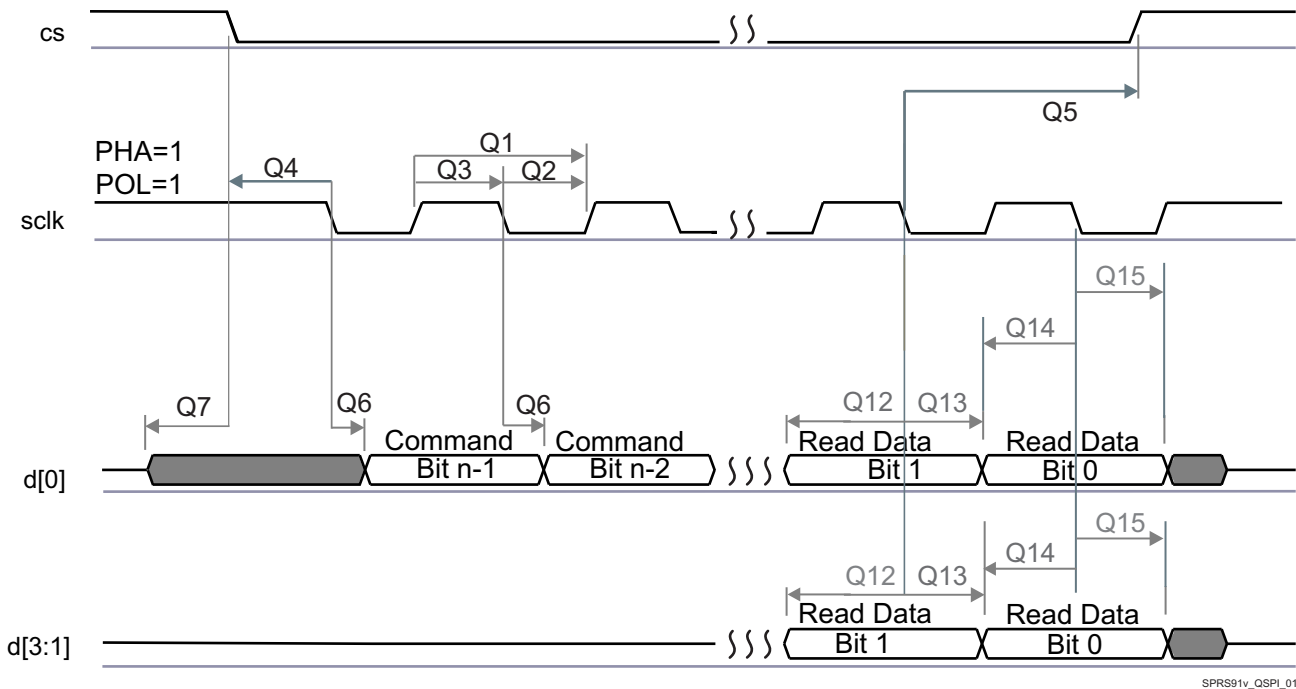 cs
Q5
PHA=1
POL=1
Q4
Q1
Q3 Q2
sclk
Q15
Q14
Q7 Q6 Q6 Q12 Q13
Command Command Read Data Read Data
d[0] Bit n-1 Bit n-2 Bit 1 Bit 0
Q15
Q14
Q12 Q13
Read Data Read Data
d[3:1] Bit 1 Bit 0
SPRS91v_QSPI_01